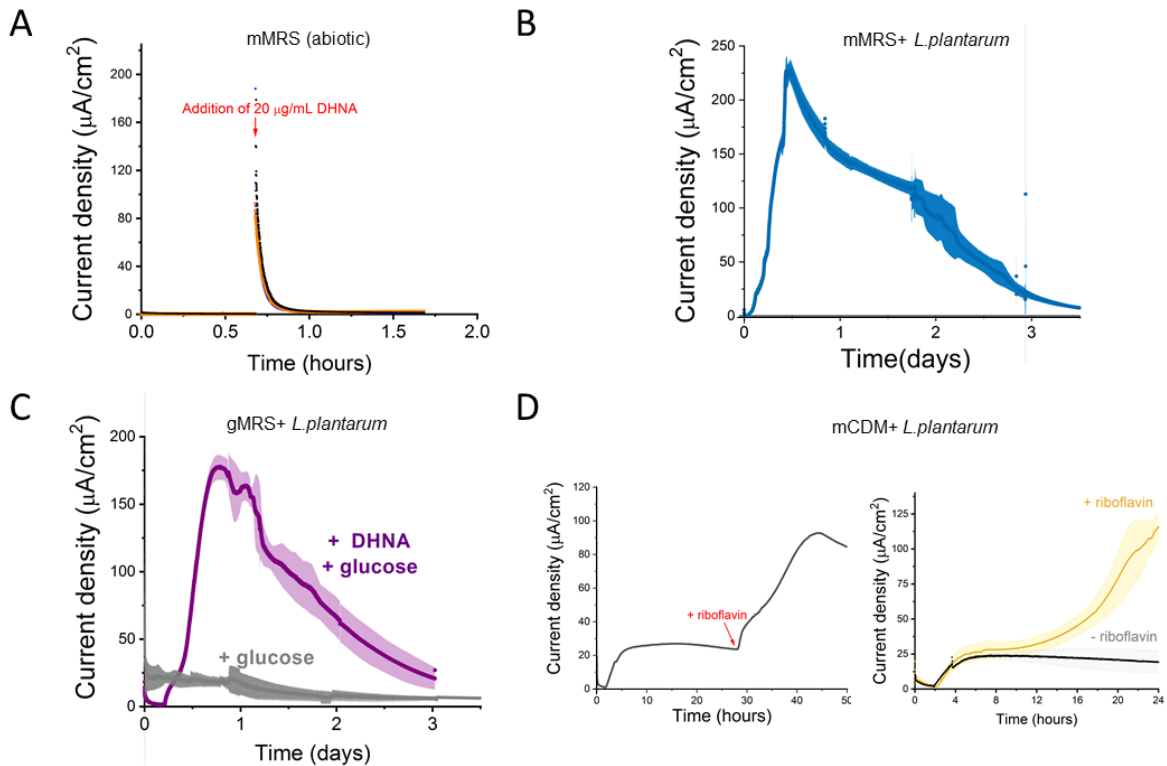 A
mMRS (abiotic)
Current density (µA/cm²)
200
160
120
80
40
0
Addition of 20 µg/mL DHNA
0.0 0.5 1.0 1.5 2.0
Time (hours)
B
mMRS+ L.plantarum
Current density (µA/cm²)
250
200
150
100
50
0
0 1 2 3
Time(days)
C
gMRS+ L.plantarum
Current density (µA/cm²)
200
150
100
50
0
+ DHNA
+ glucose
+ glucose
0 1 2 3
Time (days)
D
mCDM+ L.plantarum
Current density (µA/cm²)
120
100
80
60
40
20
0
+ riboflavin
0 10 20 30 40 50
Time (hours)
Current density (µA/cm²)
125
100
75
50
25
0
+ riboflavin
- riboflavin
0 4 8 12 16 20 24
Time (hours)